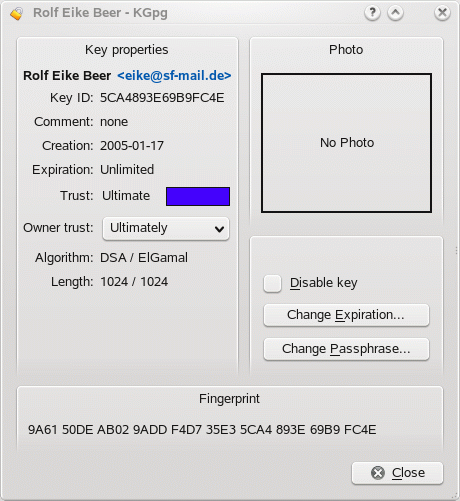 Rolf Eike Beer - KGpg
Key properties
Rolf Eike Beer <eike@sf-mail.de>
Key ID: 5CA4893E69B9FC4E
Comment: none
Creation: 2005-01-17
Expiration: Unlimited
Trust: Ultimate
Owner trust: Ultimately
Algorithm: DSA / ElGamal
Length: 1024 / 1024
Photo
No Photo
Disable key
Change Expiration...
Change Passphrase...
Fingerprint
9A61 50DE AB02 9ADD F4D7 35E3 5CA4 893E 69B9 FC4E
Close